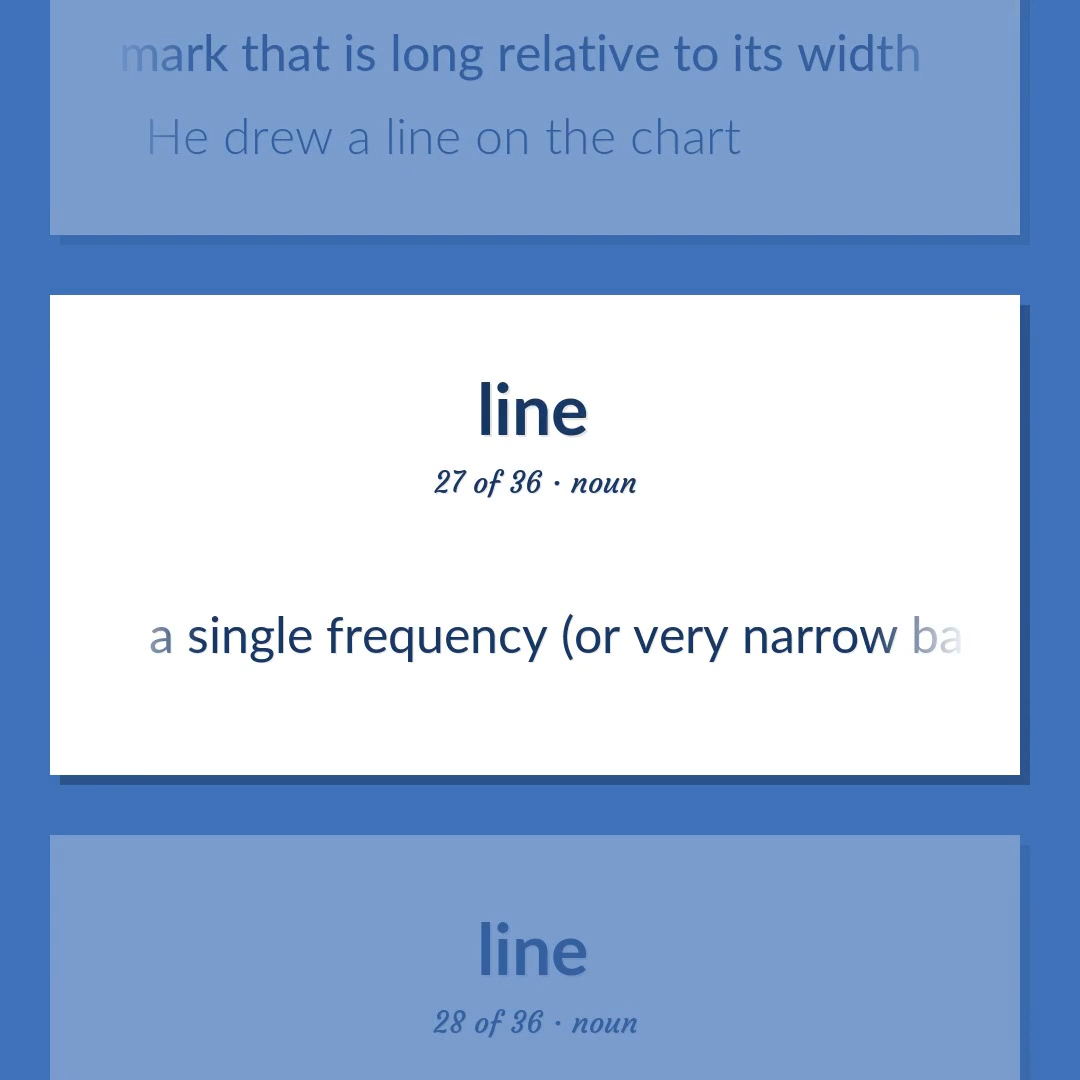 mark that is long relative to its width
He drew a line on the chart
line
27 of 36 · noun
a single frequency (or very narrow ba
line
28 of 36 · noun